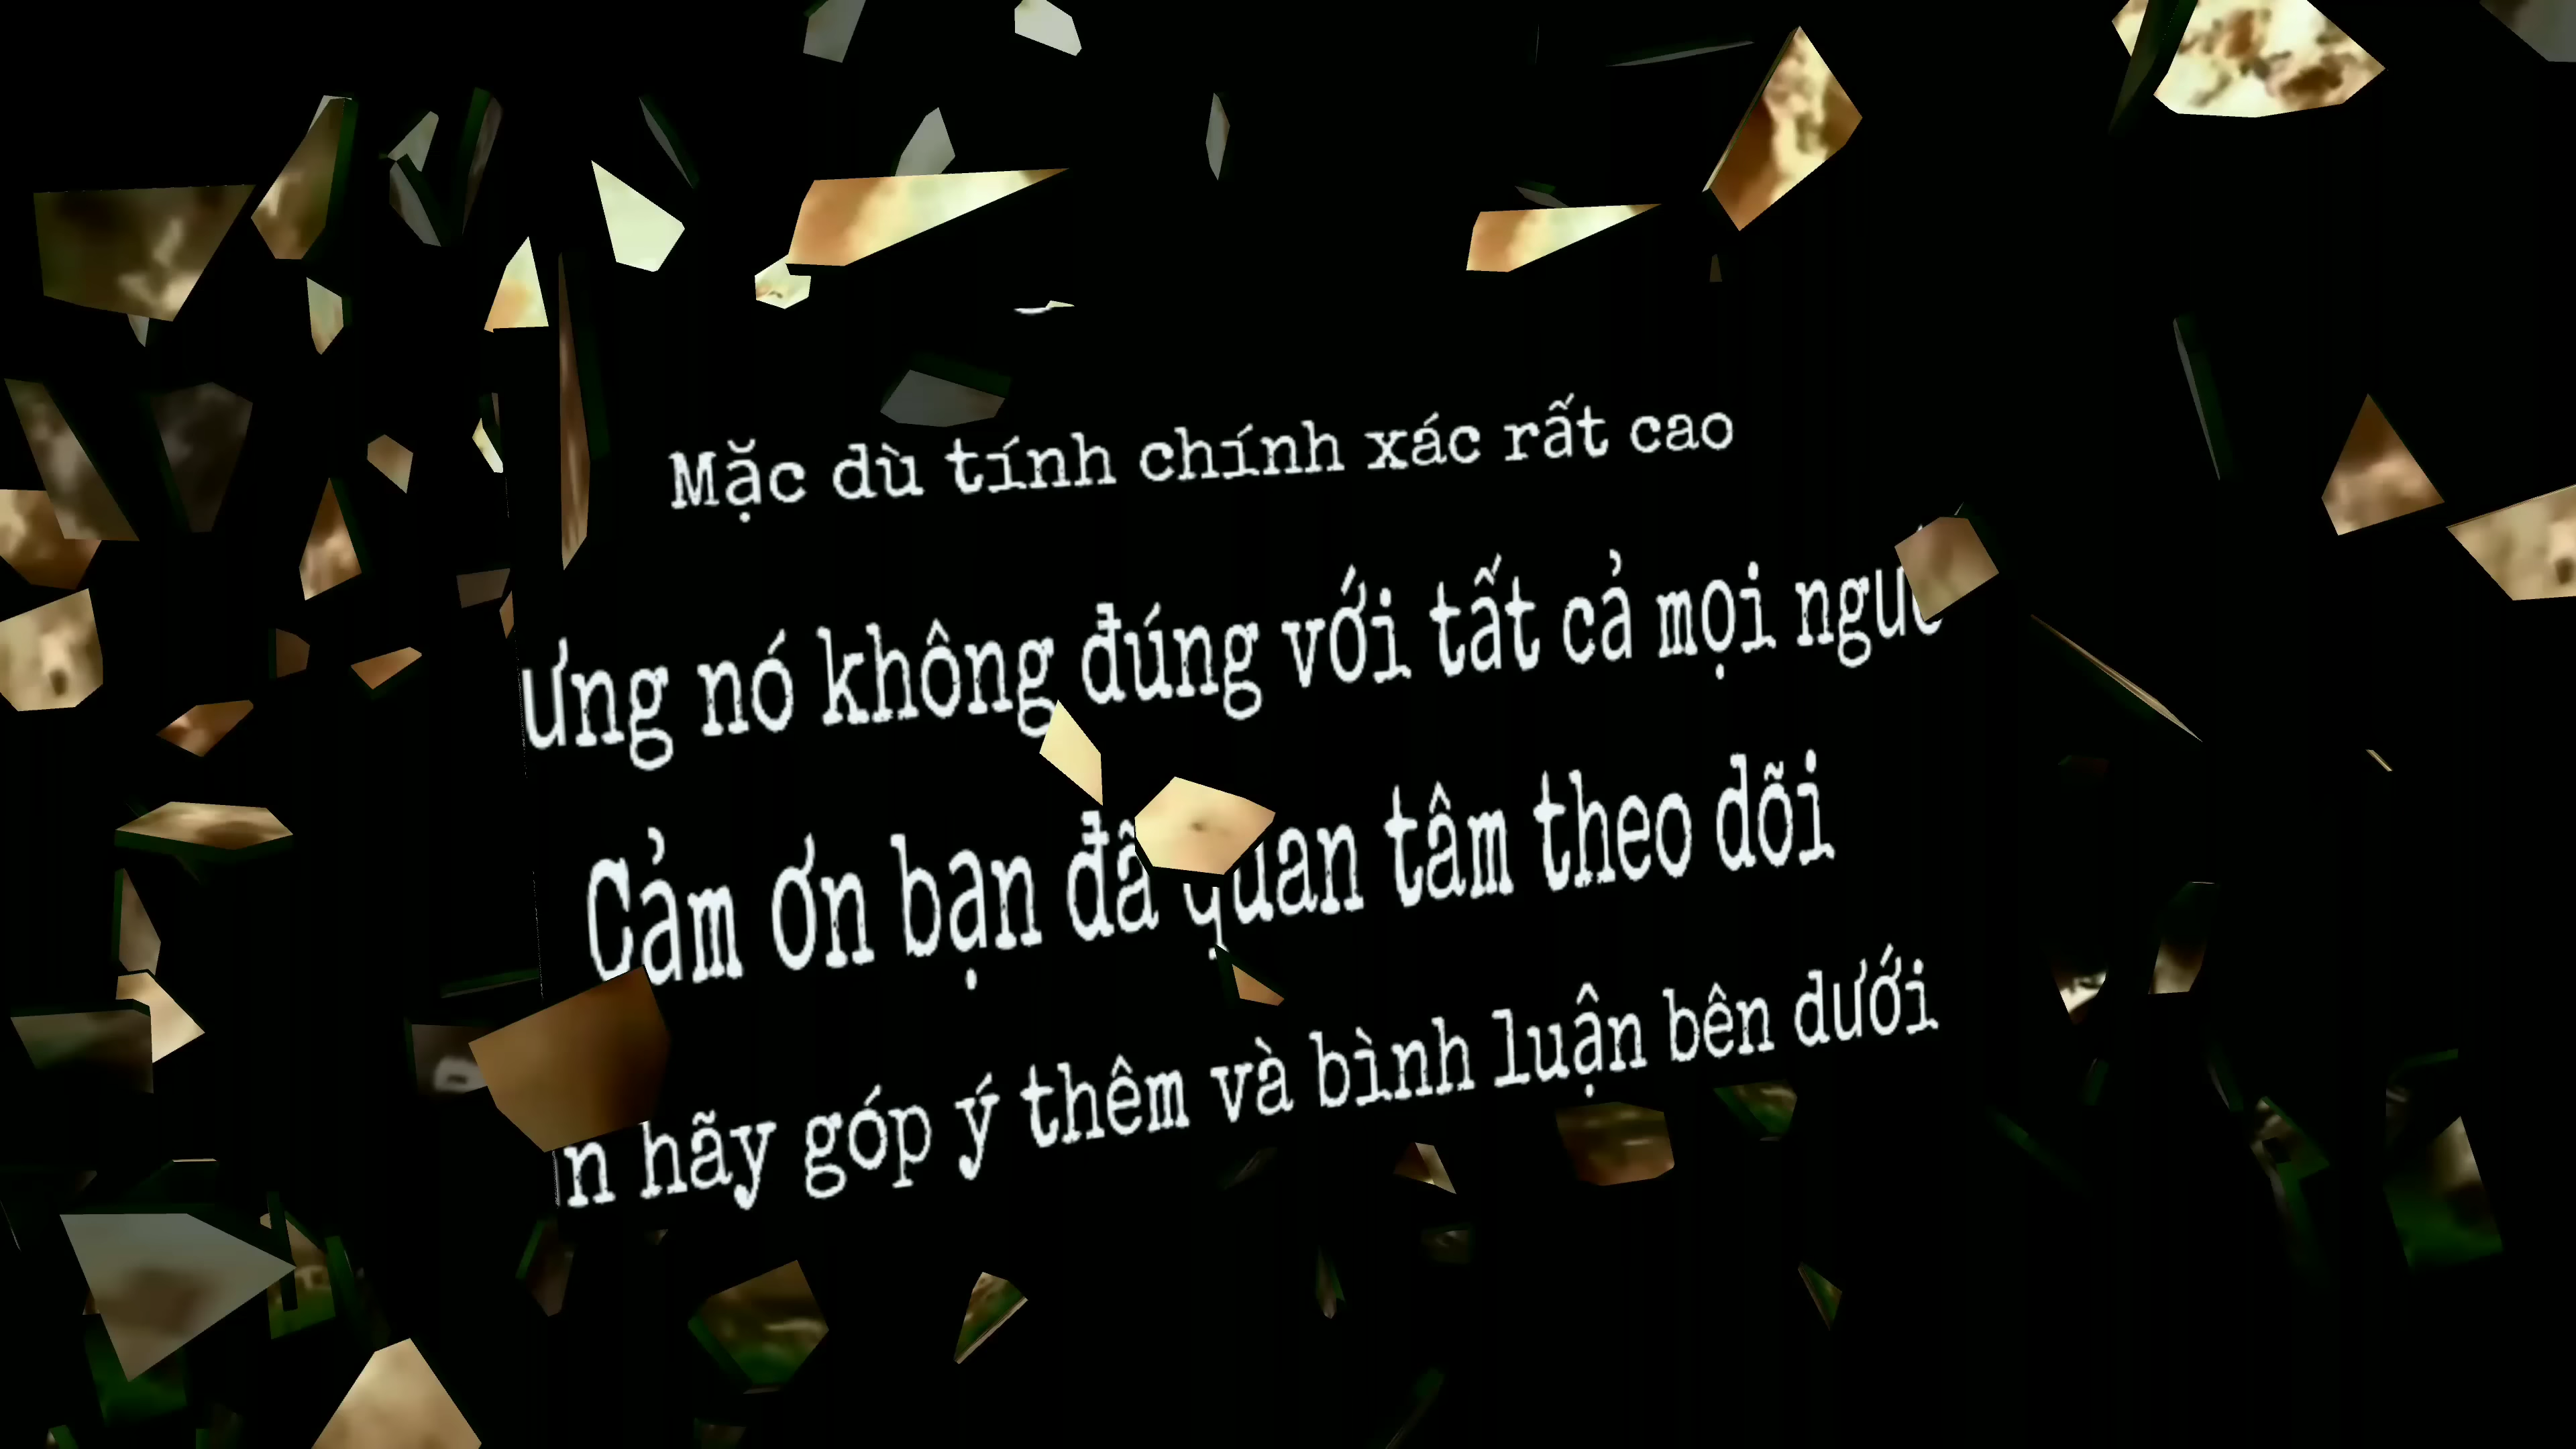 Mặc dù tính chính xác rất cao
ưng nó không đúng với tất cả mọi
Cảm ơn bạn đã quan tâm theo dõi
hãy góp ý thêm và bình luận bên dưới